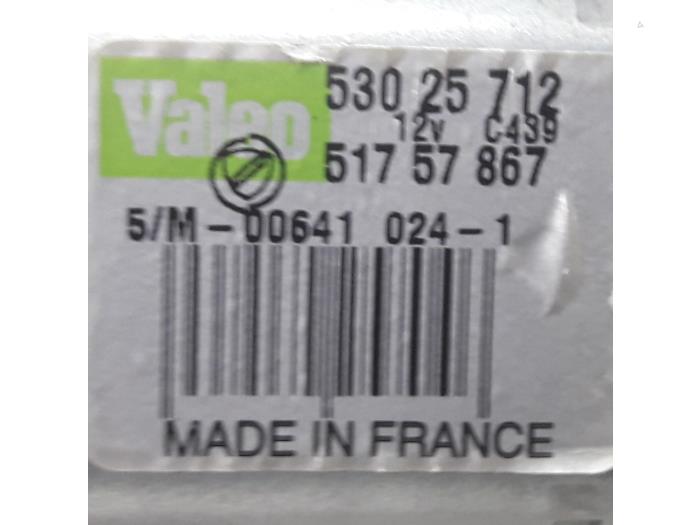 Valeo 530 25 712
12V C439
517 57 867
5/M-00641 024-1
MADE IN FRANCE